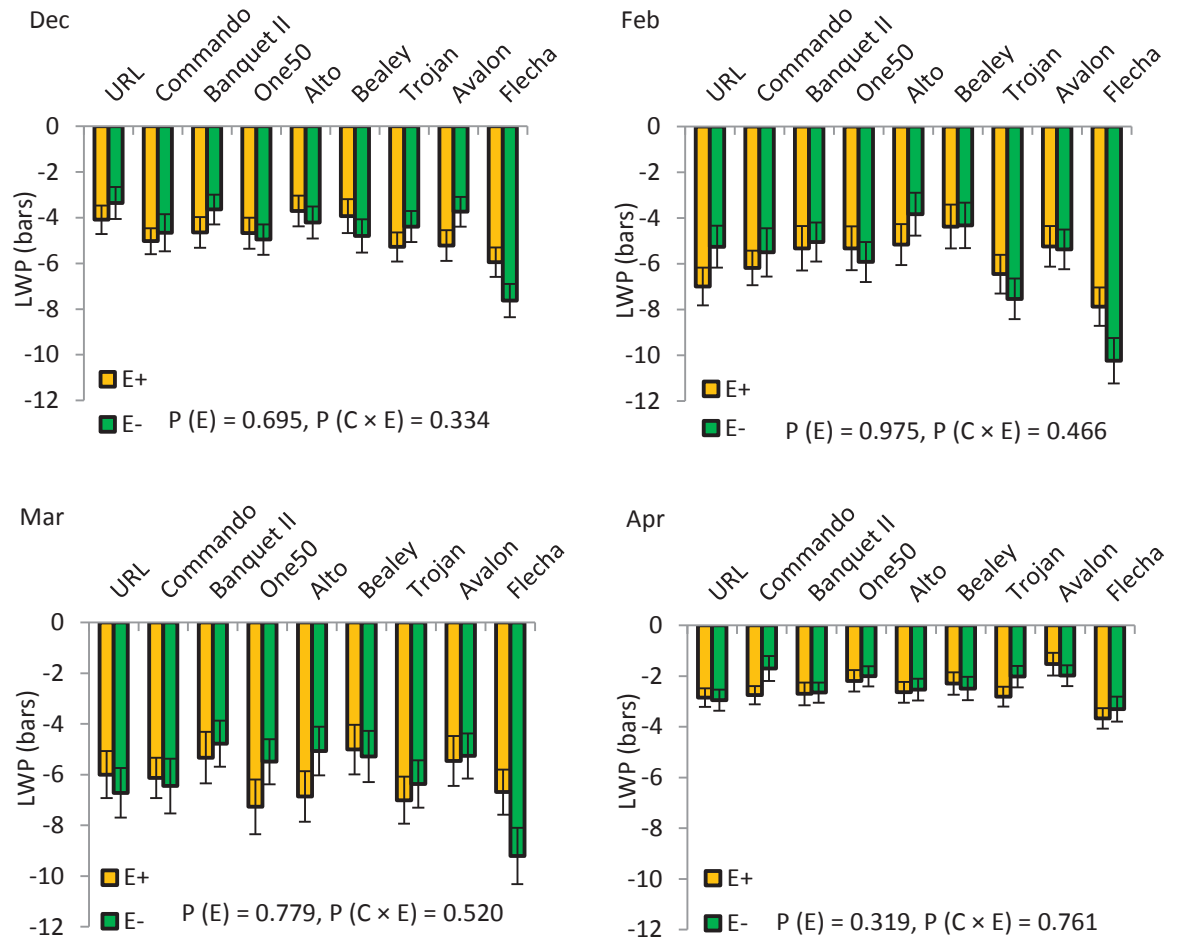 Dec
URL
Commando
Banquet II
One50
Alto
Bealey
Trojan
Avalon
Flecha
0
-2
-4
-6
-8
-10
-12
LWP (bars)
E+
E-
P (E) = 0.695, P (C × E) = 0.334
Feb
URL
Commando
Banquet II
One50
Alto
Bealey
Trojan
Avalon
Flecha
0
-2
-4
-6
-8
-10
-12
LWP (bars)
E+
E-
P (E) = 0.975, P (C × E) = 0.466
Mar
URL
Commando
Banquet II
One50
Alto
Bealey
Trojan
Avalon
Flecha
0
-2
-4
-6
-8
-10
-12
LWP (bars)
E+
E-
P (E) = 0.779, P (C × E) = 0.520
Apr
URL
Commando
Banquet II
One50
Alto
Bealey
Trojan
Avalon
Flecha
0
-2
-4
-6
-8
-10
-12
LWP (bars)
E+
E-
P (E) = 0.319, P (C × E) = 0.761